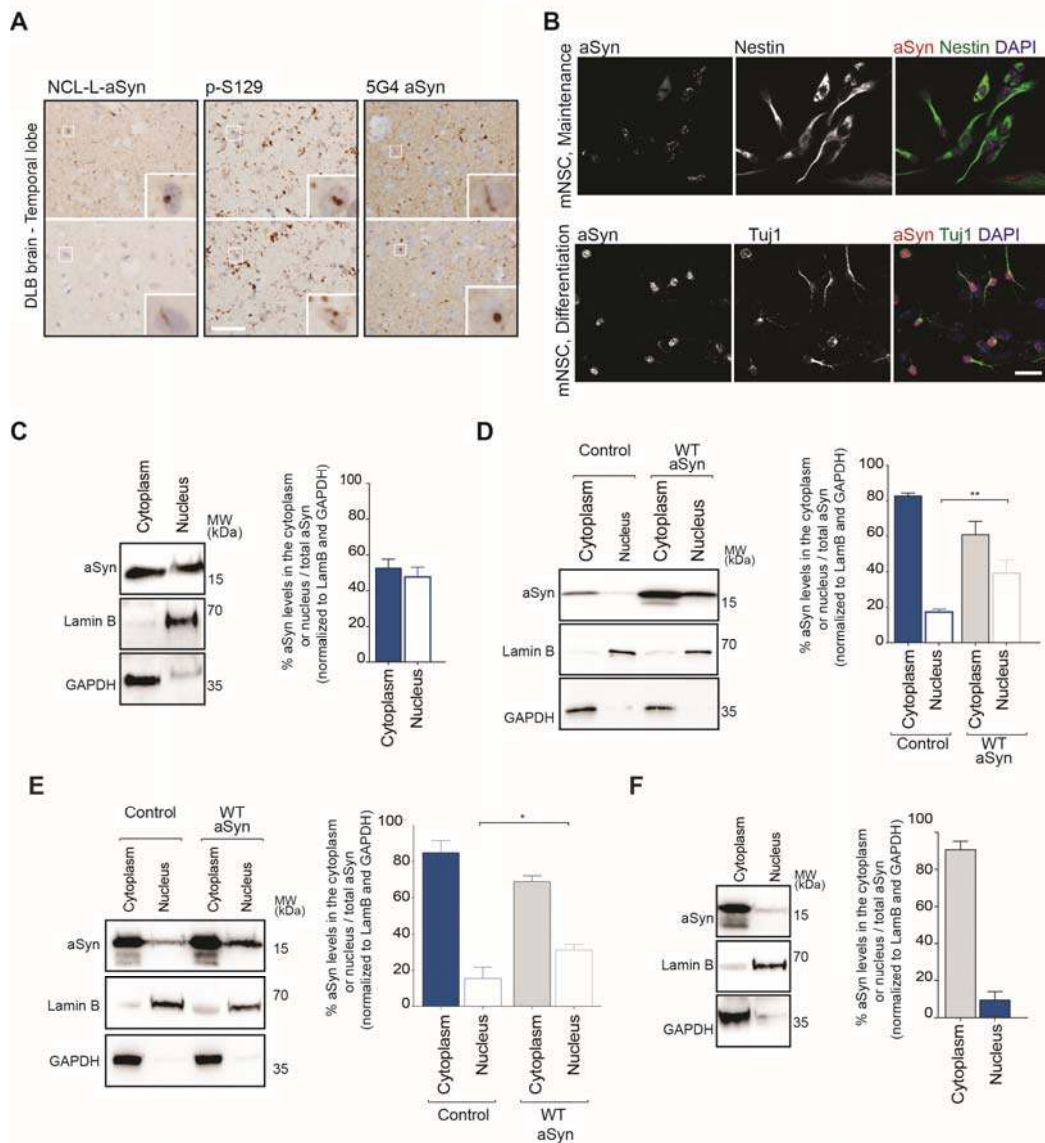 A
NCL-L-aSyn
p-S129
5G4 aSyn
DLB brain - Temporal lobe
B
aSyn
Nestin
aSyn Nestin DAPI
mNSC, Maintenance
aSyn
Tuj1
aSyn Tuj1 DAPI
mNSC, Differentiation
C
Cytoplasm
Nucleus
MW
(kDa)
aSyn
15
Lamin B
70
GAPDH
35
% aSyn levels in the cytoplasm
or nucleus / total aSyn
(normalized to LamB and GAPDH)
100
80
60
40
20
0
Cytoplasm
Nucleus
D
Control
WT
aSyn
Cytoplasm
Nucleus
Cytoplasm
Nucleus
MW
(kDa)
aSyn
15
Lamin B
70
GAPDH
35
% aSyn levels in the cytoplasm
or nucleus / total aSyn
(normalized to LamB and GAPDH)
100
80
60
40
20
0
**
Cytoplasm
Nucleus
Cytoplasm
Nucleus
Control
WT
aSyn
E
Control
WT
aSyn
Cytoplasm
Nucleus
Cytoplasm
Nucleus
MW
(kDa)
aSyn
15
Lamin B
70
GAPDH
35
% aSyn levels in the cytoplasm
or nucleus / total aSyn
(normalized to LamB and GAPDH)
100
80
60
40
20
0
*
Cytoplasm
Nucleus
Cytoplasm
Nucleus
Control
WT
aSyn
F
Cytoplasm
Nucleus
MW
(kDa)
aSyn
15
Lamin B
70
GAPDH
35
% aSyn levels in the cytoplasm
or nucleus / total aSyn
(normalized to LamB and GAPDH)
100
80
60
40
20
0
Cytoplasm
Nucleus